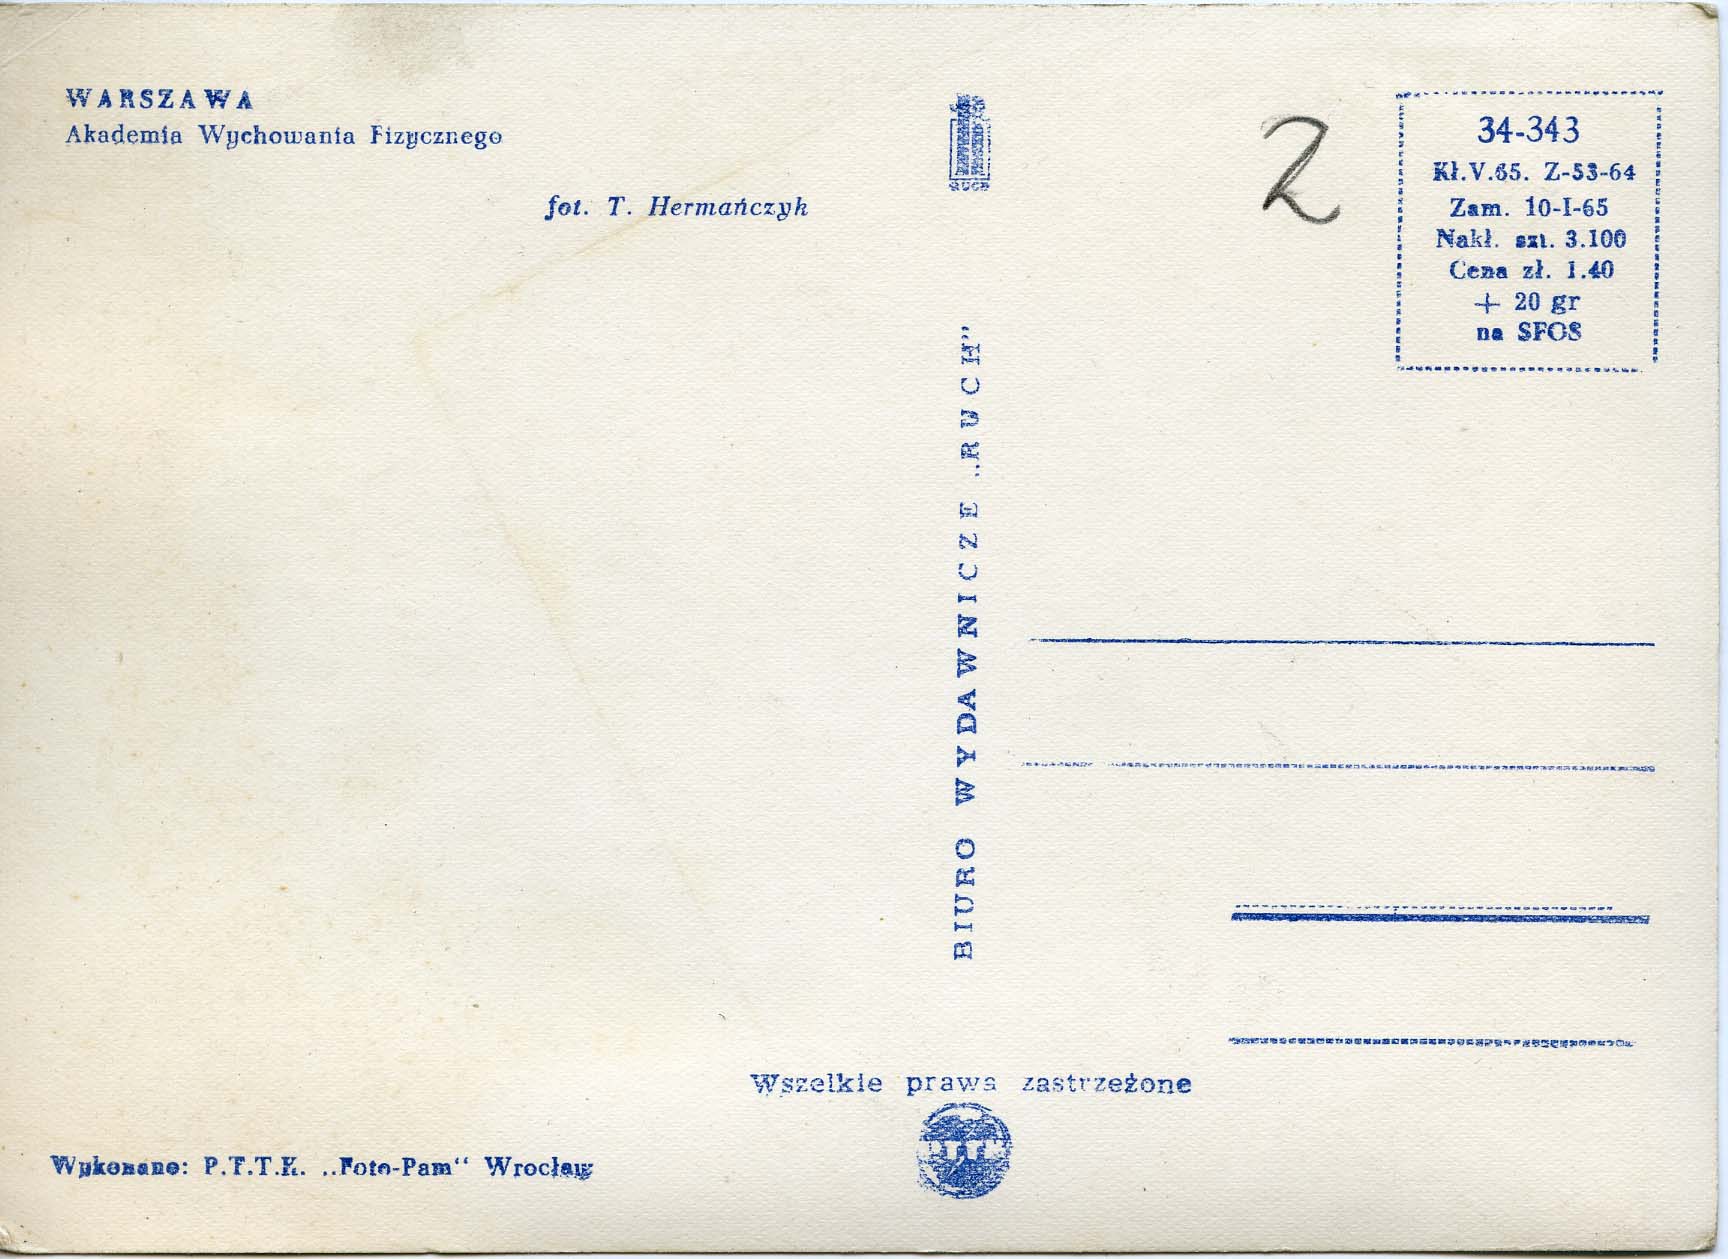 WARSZAWA
Akademia Wychowania Fizycznego
fot. T. Hermańczyk
RUCH
BIURO WYDAWNICZE „RUCH"
2
34-343
Kł.V.65. Z-53-64
Zam. 10-I-65
Nakł. szt. 3.100
Cena zł. 1.40
+ 20 gr
na SFOS
Wszelkie prawa zastrzeżone
PTTK
Wykonano: P.T.T.K. „Foto-Pam“ Wrocław